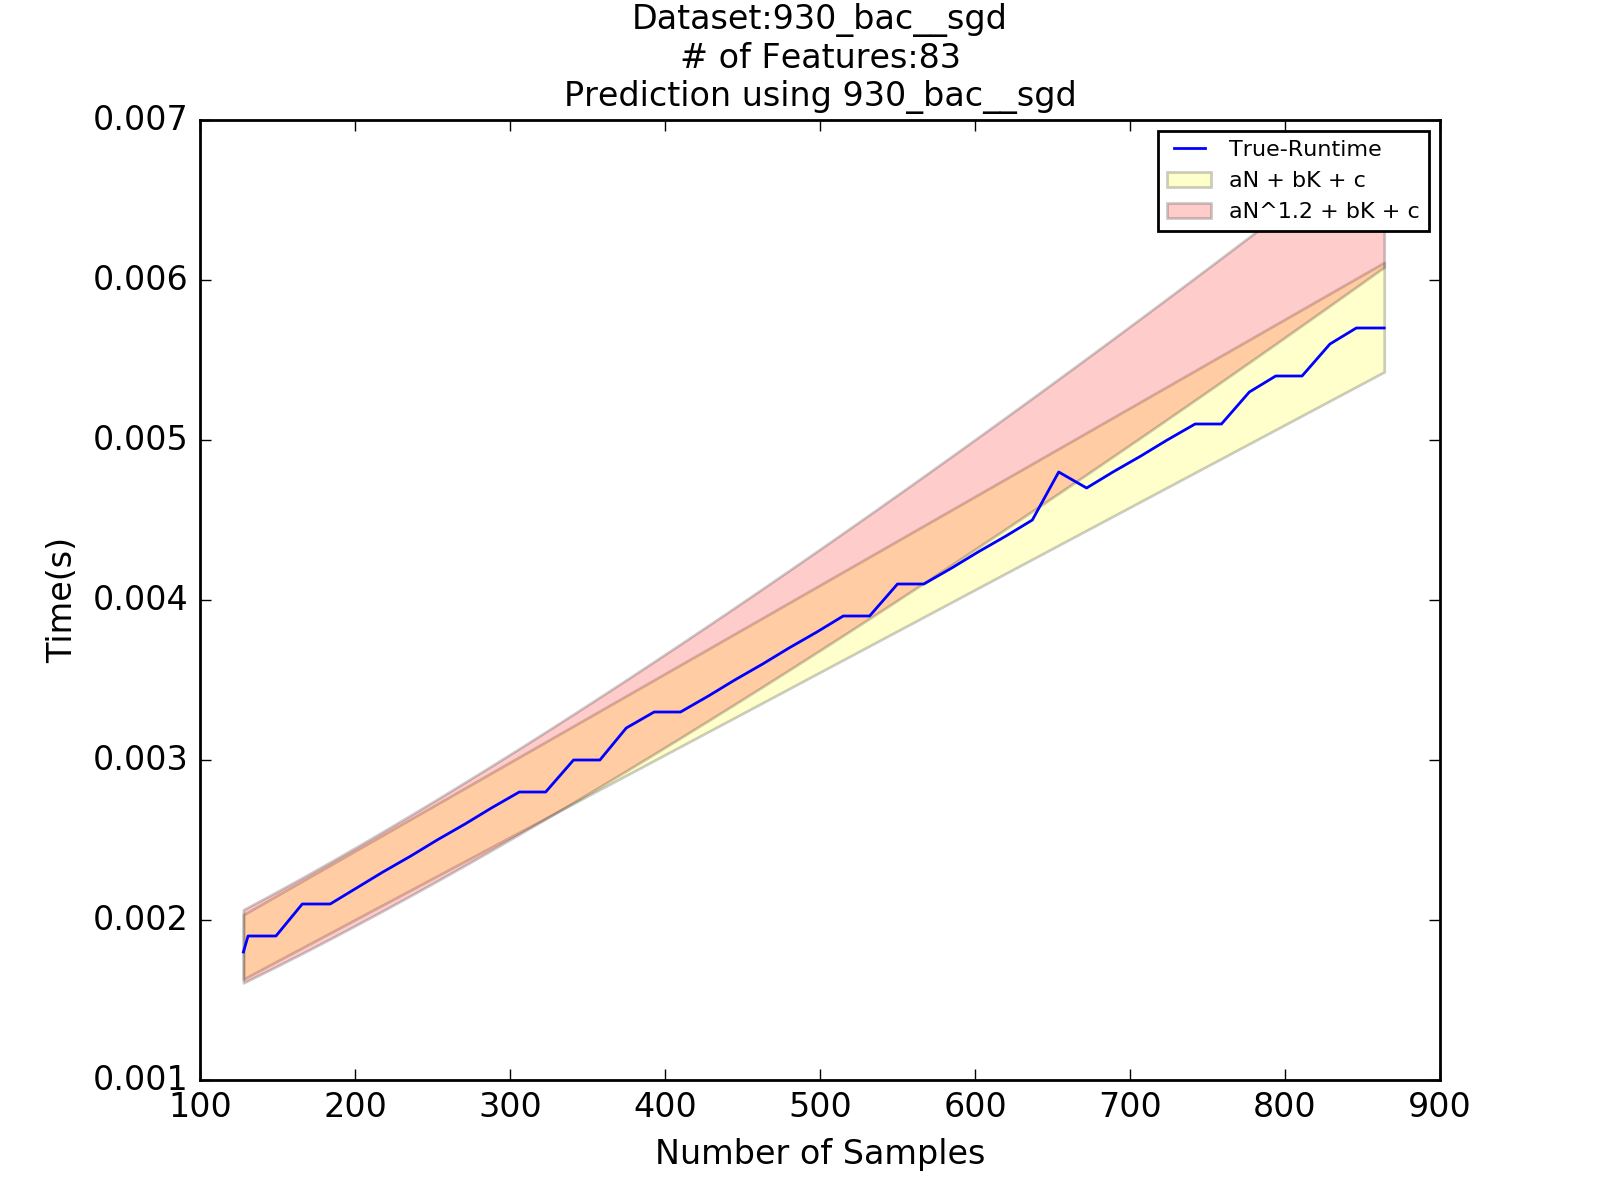 Dataset:930_bac__sgd
# of Features:83
Prediction using 930_bac__sgd
True-Runtime
aN + bK + c
aN^1.2 + bK + c
0.007
0.006
0.005
0.004
0.003
0.002
0.001
Time(s)
100 200 300 400 500 600 700 800 900
Number of Samples